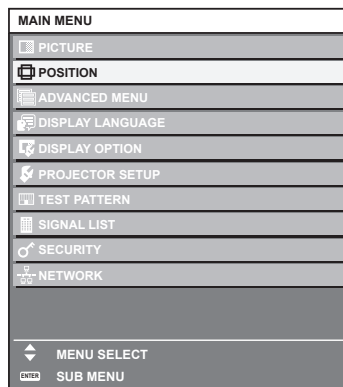 MAIN MENU
PICTURE
POSITION
ADVANCED MENU
DISPLAY LANGUAGE
DISPLAY OPTION
PROJECTOR SETUP
TEST PATTERN
SIGNAL LIST
SECURITY
NETWORK
MENU SELECT
ENTER SUB MENU